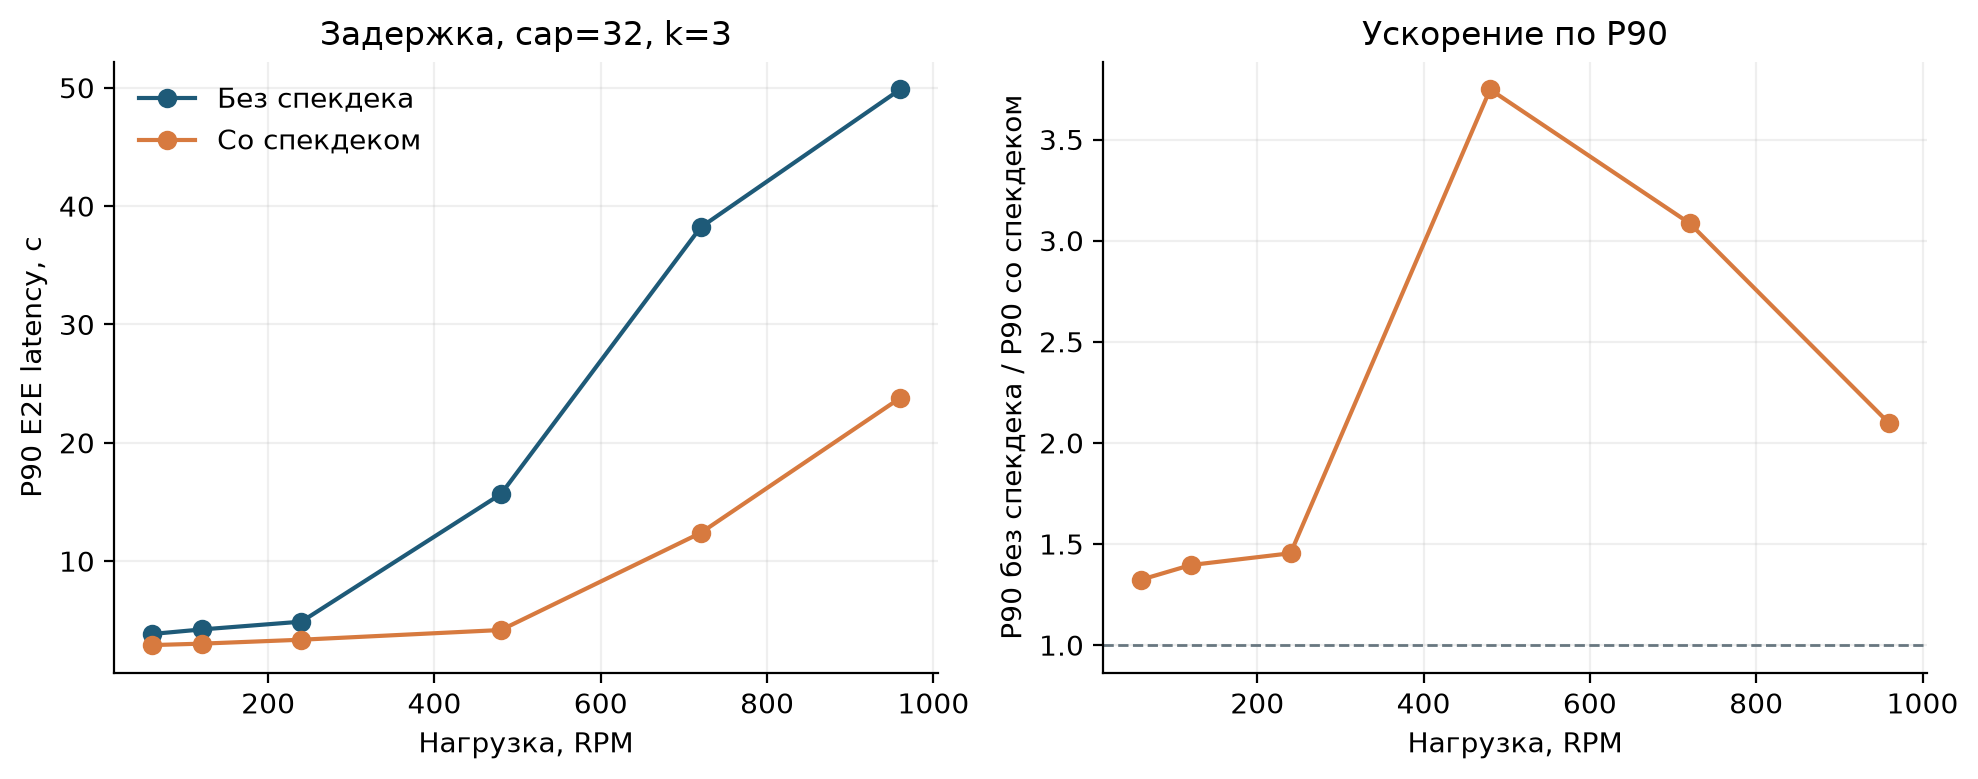 Задержка, cap=32, k=3
Без спекдека
Со спекдеком
P90 E2E latency, с
50
40
30
20
10
200 400 600 800 1000
Нагрузка, RPM
Ускорение по P90
P90 без спекдека / P90 со спекдеком
3.5
3.0
2.5
2.0
1.5
1.0
200 400 600 800 1000
Нагрузка, RPM